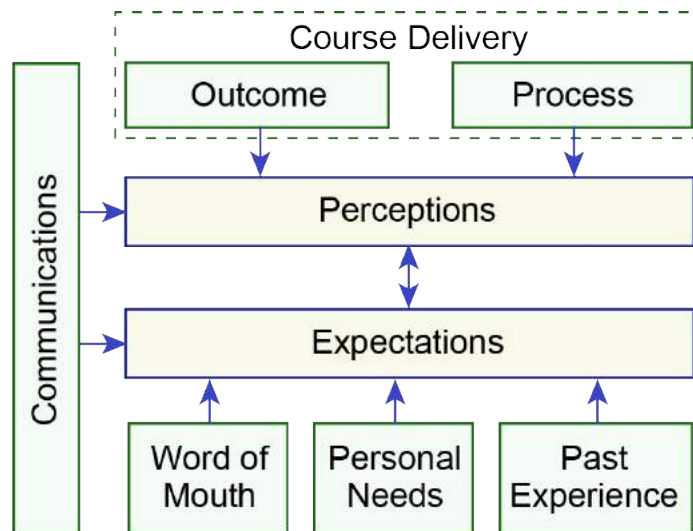 Course Delivery
Outcome
Process
Communications
Perceptions
Expectations
Word of
Mouth
Personal
Needs
Past
Experience